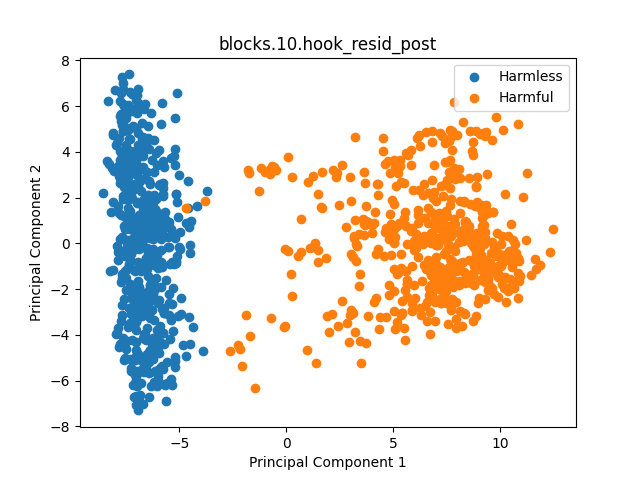 blocks.10.hook_resid_post
Harmless
Harmful
8
6
4
2
0
−2
−4
−6
−8
Principal Component 2
−5
0
5
10
Principal Component 1